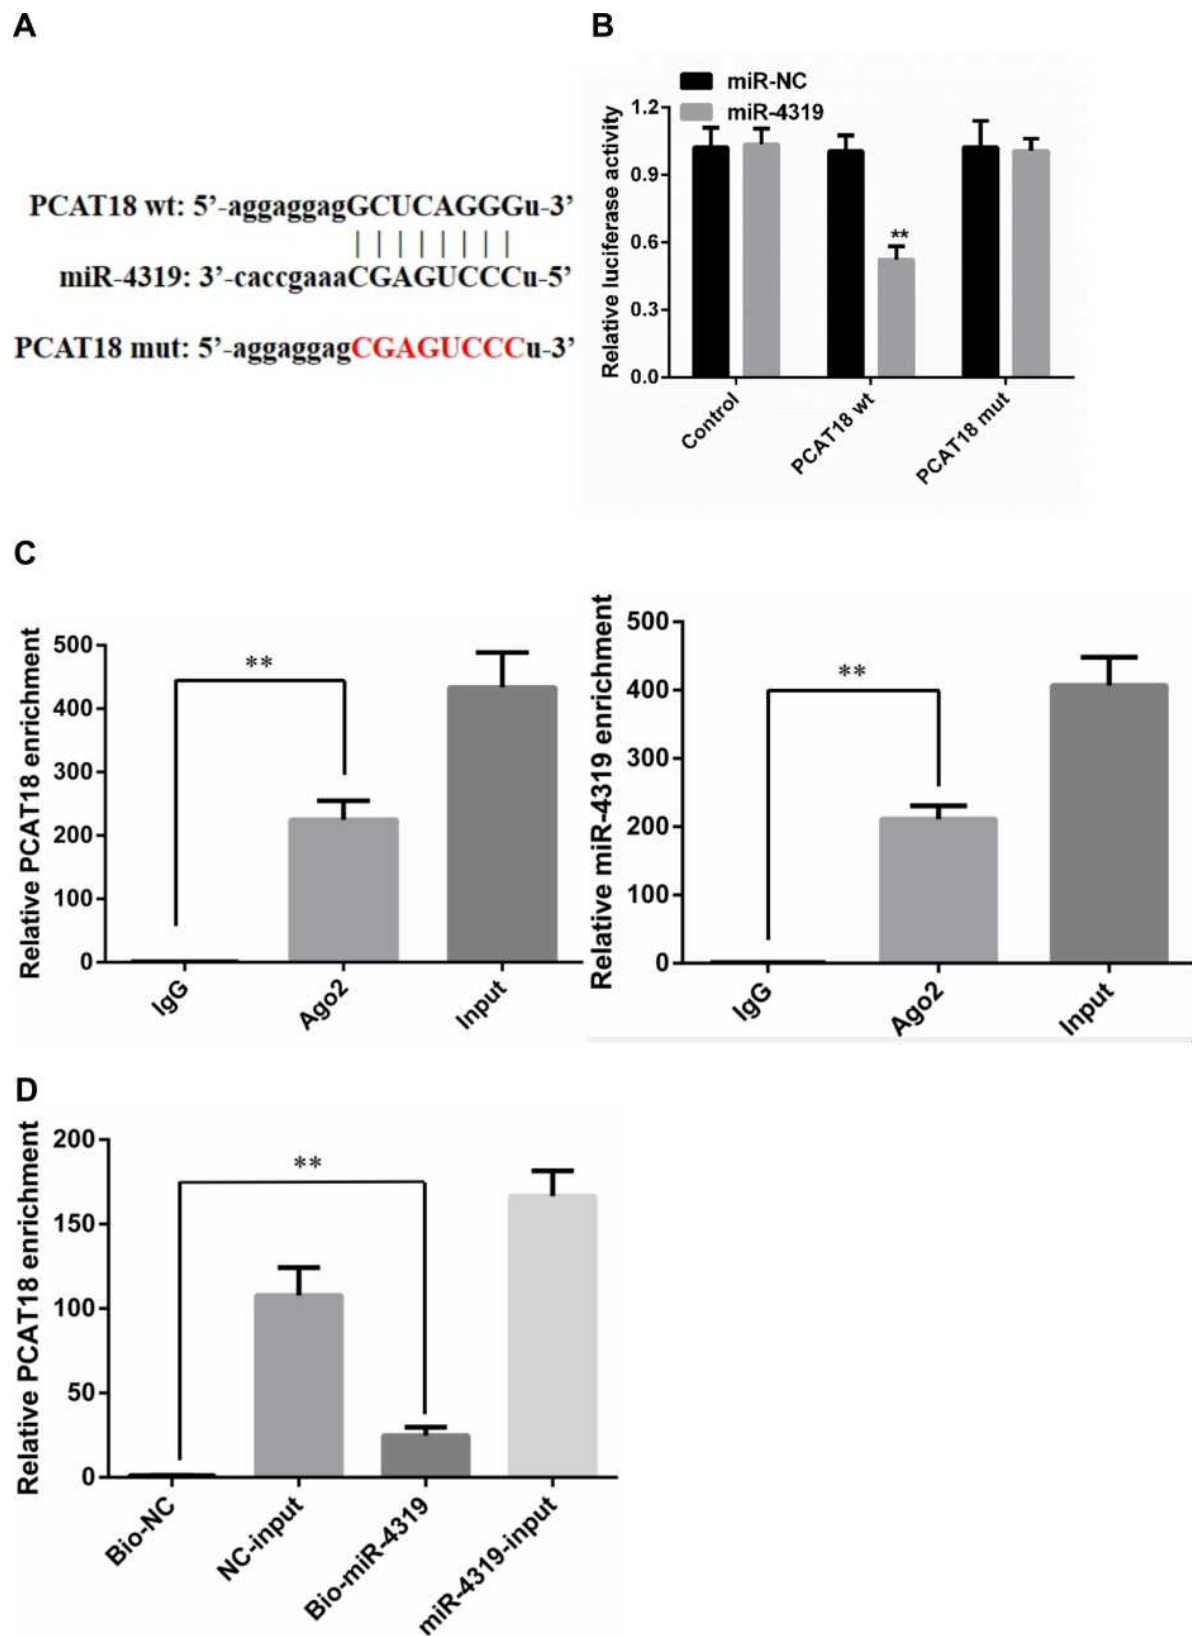 A
PCAT18 wt: 5’-aggaggagGCUCAGGGu-3’
miR-4319: 3’-caccgaaaCGAGUCCCu-5’
PCAT18 mut: 5’-aggaggagCGAGUCCCu-3’
B
miR-NC
miR-4319
Relative luciferase activity
1.2
0.9
0.6
0.3
0.0
**
Control
PCAT18 wt
PCAT18 mut
C
Relative PCAT18 enrichment
500
400
300
200
100
0
**
IgG
Ago2
Input
Relative miR-4319 enrichment
500
400
300
200
100
0
**
IgG
Ago2
Input
D
Relative PCAT18 enrichment
200
150
100
50
0
**
Bio-NC
NC-input
Bio-miR-4319
miR-4319-input